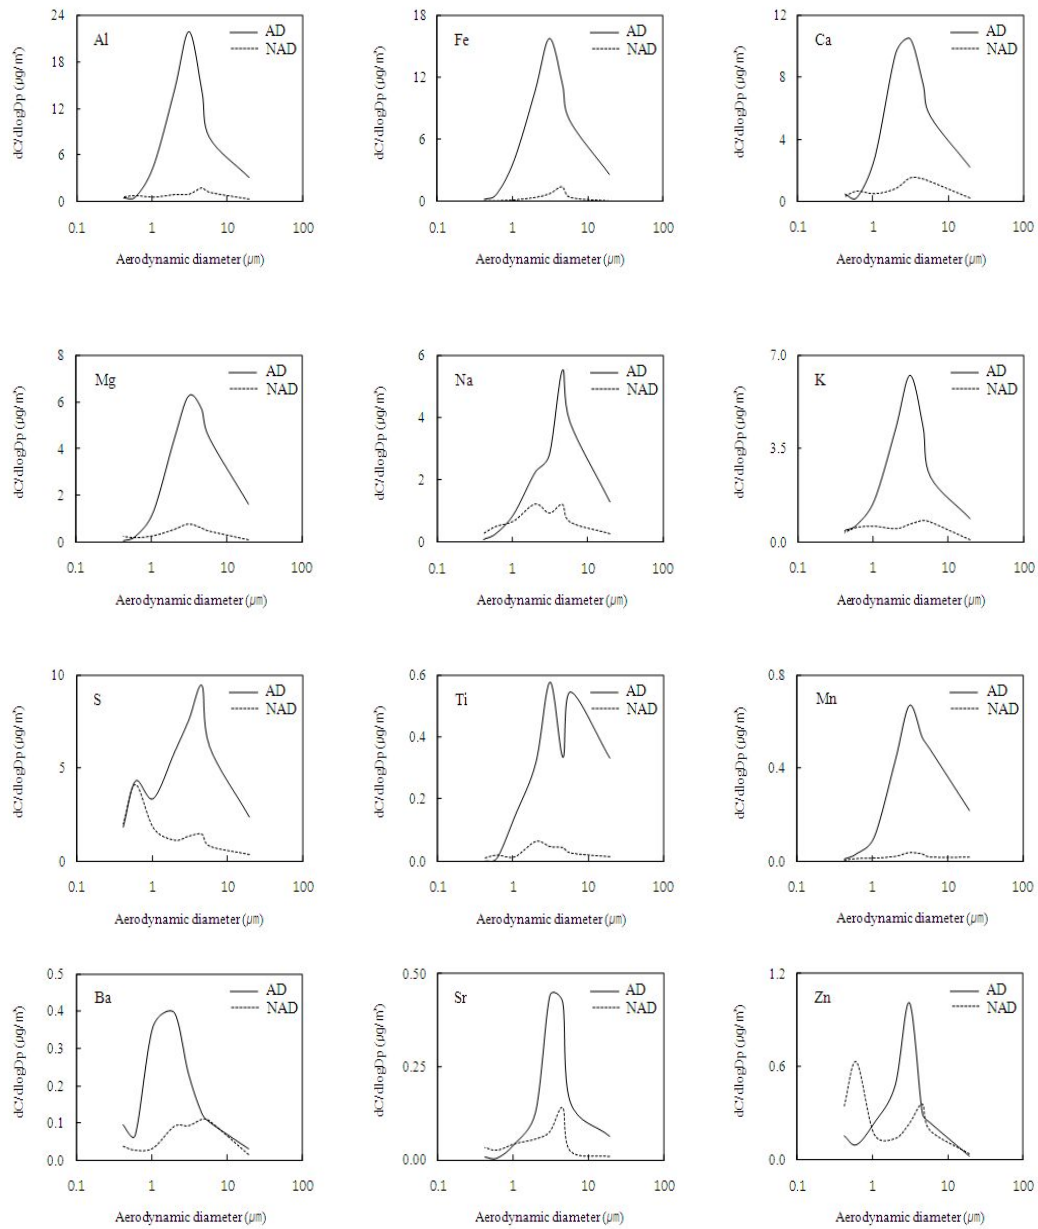 24
18
12
6
0
dC/dlogDp (µg/m³)
Al
AD
NAD
0.1 1 10 100
Aerodynamic diameter (㎛)
18
12
6
0
dC/dlogDp (µg/m³)
Fe
AD
NAD
0.1 1 10 100
Aerodynamic diameter (㎛)
12
8
4
0
dC/dlogDp (µg/m³)
Ca
AD
NAD
0.1 1 10 100
Aerodynamic diameter (㎛)
8
6
4
2
0
dC/dlogDp (µg/m³)
Mg
AD
NAD
0.1 1 10 100
Aerodynamic diameter (㎛)
6
4
2
0
dC/dlogDp (µg/m³)
Na
AD
NAD
0.1 1 10 100
Aerodynamic diameter (㎛)
7.0
3.5
0.0
dC/dlogDp (µg/m³)
K
AD
NAD
0.1 1 10 100
Aerodynamic diameter (㎛)
10
5
0
dC/dlogDp (µg/m³)
S
AD
NAD
0.1 1 10 100
Aerodynamic diameter (㎛)
0.6
0.4
0.2
0.0
dC/dlogDp (µg/m³)
Ti
AD
NAD
0.1 1 10 100
Aerodynamic diameter (㎛)
0.8
0.4
0.0
dC/dlogDp (µg/m³)
Mn
AD
NAD
0.1 1 10 100
Aerodynamic diameter (㎛)
0.5
0.4
0.3
0.2
0.1
0.0
dC/dlogDp (µg/m³)
Ba
AD
NAD
0.1 1 10 100
Aerodynamic diameter (㎛)
0.50
0.25
0.00
dC/dlogDp (µg/m³)
Sr
AD
NAD
0.1 1 10 100
Aerodynamic diameter (㎛)
1.2
0.6
0.0
dC/dlogDp (µg/m³)
Zn
AD
NAD
0.1 1 10 100
Aerodynamic diameter (㎛)